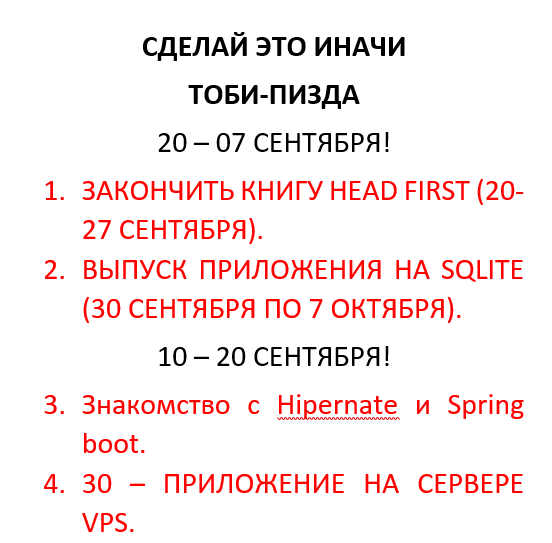 СДЕЛАЙ ЭТО ИНАЧИ
ТОБИ-ПИЗДА
20 – 07 СЕНТЯБРЯ!
1. ЗАКОНЧИТЬ КНИГУ HEAD FIRST (20-
27 СЕНТЯБРЯ).
2. ВЫПУСК ПРИЛОЖЕНИЯ НА SQLITE
(30 СЕНТЯБРЯ ПО 7 ОКТЯБРЯ).
10 – 20 СЕНТЯБРЯ!
3. Знакомство с Hipernate и Spring
boot.
4. 30 – ПРИЛОЖЕНИЕ НА СЕРВЕРЕ
VPS.